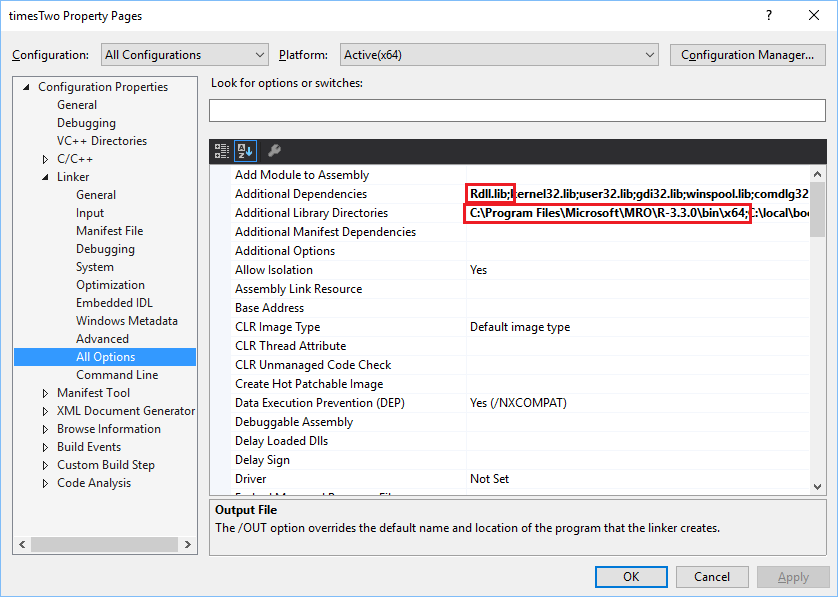 timesTwo Property Pages
?
Configuration: All Configurations Platform: Active(x64) Configuration Manager...
Configuration Properties
General
Debugging
VC++ Directories
C/C++
Linker
General
Input
Manifest File
Debugging
System
Optimization
Embedded IDL
Windows Metadata
Advanced
All Options
Command Line
Manifest Tool
XML Document Generator
Browse Information
Build Events
Custom Build Step
Code Analysis
Look for options or switches:
Add Module to Assembly
Additional Dependencies Rdll.lib;kernel32.lib;user32.lib;gdi32.lib;winspool.lib;comdlg32
Additional Library Directories C:\Program Files\Microsoft\MRO\R-3.3.0\bin\x64;C:\local\boo
Additional Manifest Dependencies
Additional Options
Allow Isolation Yes
Assembly Link Resource
Base Address
CLR Image Type Default image type
CLR Thread Attribute
CLR Unmanaged Code Check
Create Hot Patchable Image
Data Execution Prevention (DEP) Yes (/NXCOMPAT)
Debuggable Assembly
Delay Loaded Dlls
Delay Sign
Driver Not Set
Output File
The /OUT option overrides the default name and location of the program that the linker creates.
OK Cancel Apply